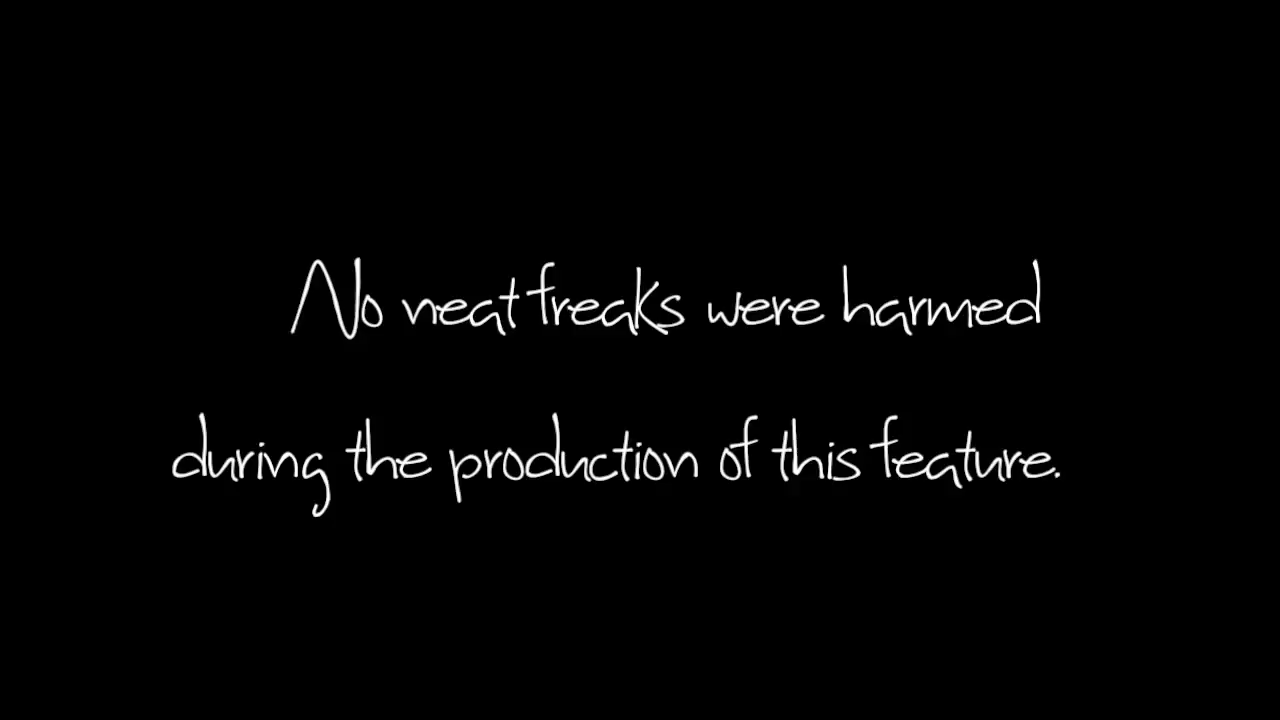 No neat freaks were harmed
during the production of this feature.